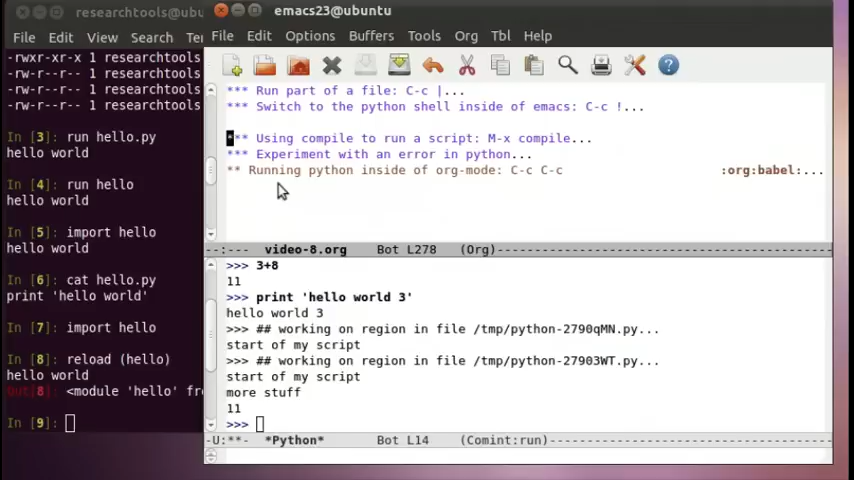 researchtools@ubu
File Edit View Search
-rwxr-xr-x 1 researchtools
-rw-r--r-- 1 researchtools
-rw-r--r-- 1 researchtools
-rw-r--r-- 1 researchtools
In [3]: run hello.py
hello world
In [4]: run hello
hello world
In [5]: import hello
hello world
In [6]: cat hello.py
print 'hello world'
In [7]: import hello
In [8]: reload (hello)
hello world
Out[8]: <module 'hello' fr
In [9]:
emacs23@ubuntu
File Edit Options Buffers Tools Org Tbl Help
*** Run part of a file: C-c |...
*** Switch to the python shell inside of emacs: C-c !...
*** Using compile to run a script: M-x compile...
*** Experiment with an error in python...
** Running python inside of org-mode: C-c C-c :org:babel:...
--:--- video-8.org Bot L278 (Org)
>>> 3+8
11
>>> print 'hello world 3'
hello world 3
>>> ## working on region in file /tmp/python-2790qMN.py...
start of my script
>>> ## working on region in file /tmp/python-27903WT.py...
start of my script
more stuff
11
>>>
-U:**- *Python* Bot L14 (Comint:run)